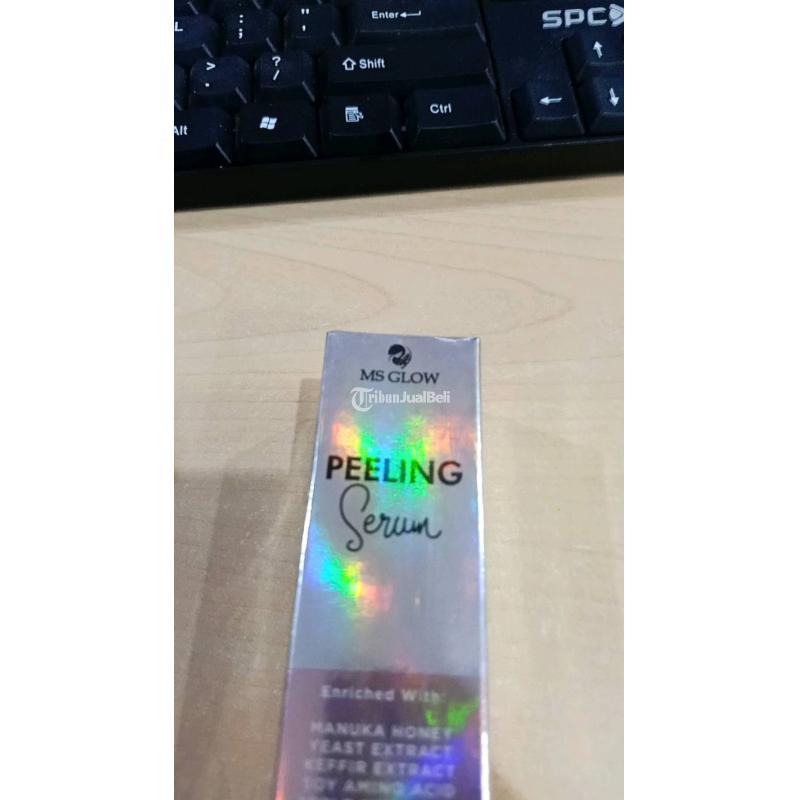 Enter
SPC
Shift
Alt
Ctrl
MS GLOW
TribunJualBeli
PEELING
Serum
Enriched With:
MANUKA HONEY
YEAST EXTRACT
KEFFIR EXTRACT
SOY AMINO ACID